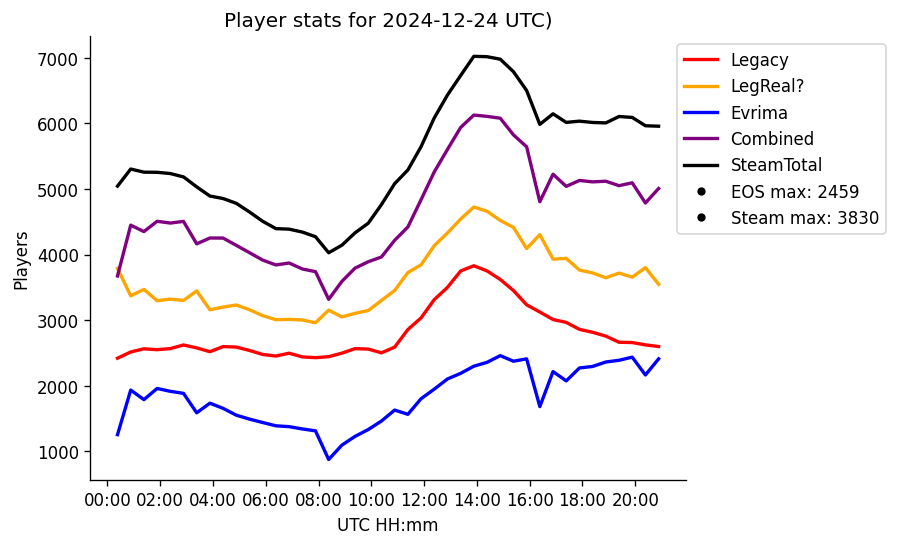 Player stats for 2024-12-24 UTC)
Players
7000
6000
5000
4000
3000
2000
1000
00:00 02:00 04:00 06:00 08:00 10:00 12:00 14:00 16:00 18:00 20:00
UTC HH:mm
Legacy
LegReal?
Evrima
Combined
SteamTotal
EOS max: 2459
Steam max: 3830